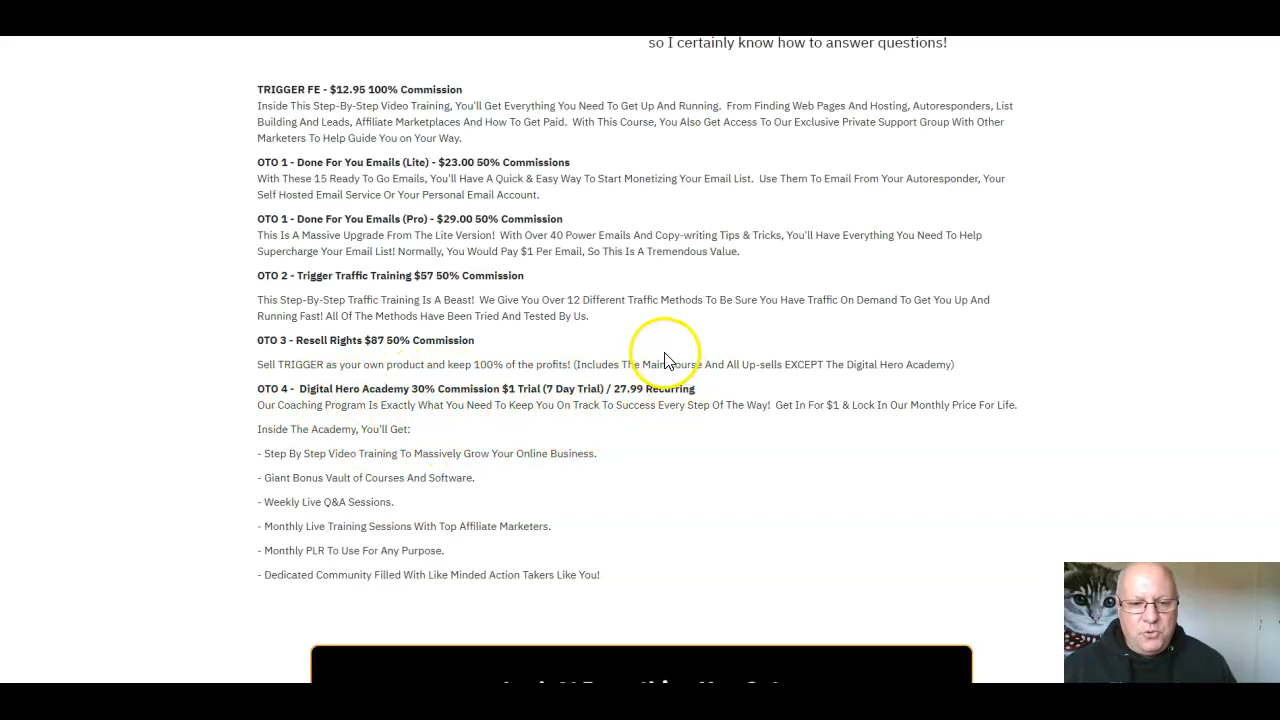 so I certainly know how to answer questions!
TRIGGER FE - $12.95 100% Commission
Inside This Step-By-Step Video Training, You'll Get Everything You Need To Get Up And Running. From Finding Web Pages And Hosting, Autoresponders, List
Building And Leads, Affiliate Marketplaces And How To Get Paid. With This Course, You Also Get Access To Our Exclusive Private Support Group With Other
Marketers To Help Guide You on Your Way.
OTO 1 - Done For You Emails (Lite) - $23.00 50% Commissions
With These 15 Ready To Go Emails, You'll Have A Quick & Easy Way To Start Monetizing Your Email List. Use Them To Email From Your Autoresponder, Your
Self Hosted Email Service Or Your Personal Email Account.
OTO 1 - Done For You Emails (Pro) - $29.00 50% Commission
This Is A Massive Upgrade From The Lite Version! With Over 40 Power Emails And Copy-writing Tips & Tricks, You'll Have Everything You Need To Help
Supercharge Your Email List! Normally, You Would Pay $1 Per Email, So This Is A Tremendous Value.
OTO 2 - Trigger Traffic Training $57 50% Commission
This Step-By-Step Traffic Training Is A Beast! We Give You Over 12 Different Traffic Methods To Be Sure You Have Traffic On Demand To Get You Up And
Running Fast! All Of The Methods Have Been Tried And Tested By Us.
0TO 3 - Resell Rights $87 50% Commission
Sell TRIGGER as your own product and keep 100% of the profits! (Includes The Main Course And All Up-sells EXCEPT The Digital Hero Academy)
OTO 4 - Digital Hero Academy 30% Commission $1 Trial (7 Day Trial) / 27.99 Recurring
Our Coaching Program Is Exactly What You Need To Keep You On Track To Success Every Step Of The Way! Get In For $1 & Lock In Our Monthly Price For Life.
Inside The Academy, You'll Get:
- Step By Step Video Training To Massively Grow Your Online Business.
- Giant Bonus Vault of Courses And Software.
- Weekly Live Q&A Sessions.
- Monthly Live Training Sessions With Top Affiliate Marketers.
- Monthly PLR To Use For Any Purpose.
- Dedicated Community Filled With Like Minded Action Takers Like You!